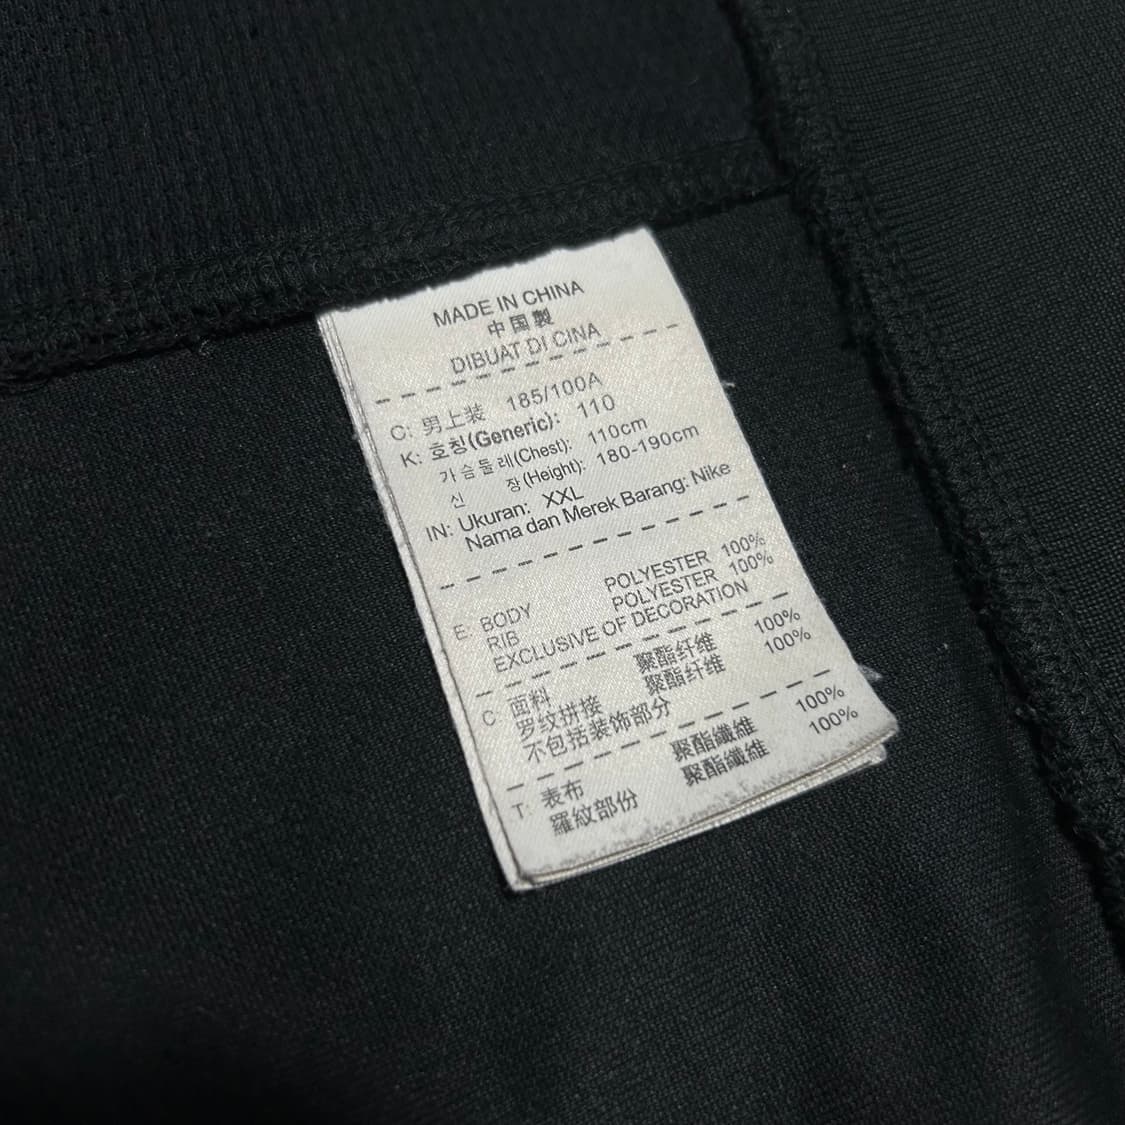 MADE IN CHINA
中国製
DIBUAT DI CINA
C: 男上装 185/100A
K: 호칭(Generic): 110
가슴둘레(Chest): 110cm
신 장(Height): 180-190cm
IN: Ukuran: XXL
Nama dan Merek Barang: Nike
E: BODY POLYESTER 100%
RIB POLYESTER 100%
EXCLUSIVE OF DECORATION
C: 面料 聚酯纤维 100%
罗纹拼接 聚酯纤维 100%
不包括装饰部分
T: 表布 聚酯纖維 100%
羅紋部份 聚酯纖維 100%